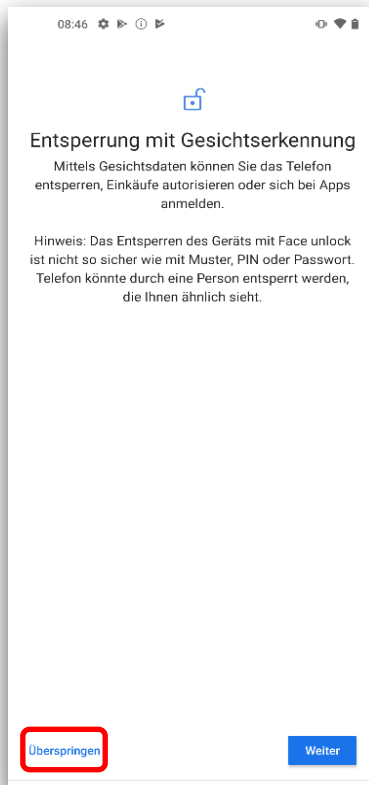 08:46
Entsperrung mit Gesichtserkennung
Mittels Gesichtsdaten können Sie das Telefon
entsperren, Einkäufe autorisieren oder sich bei Apps
anmelden.
Hinweis: Das Entsperren des Geräts mit Face unlock
ist nicht so sicher wie mit Muster, PIN oder Passwort.
Telefon könnte durch eine Person entsperrt werden,
die Ihnen ähnlich sieht.
Überspringen
Weiter